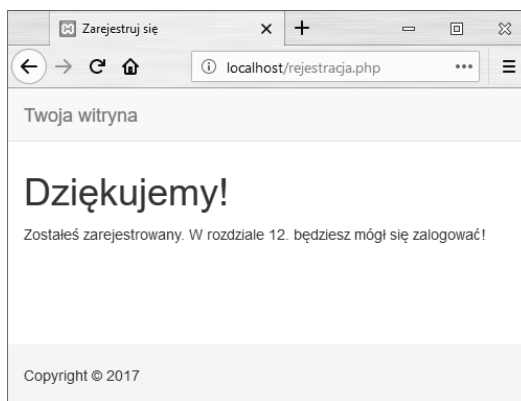 Zarejestruj się
localhost/rejestracja.php
Twoja witryna
Dziękujemy!
Zostałeś zarejestrowany. W rozdziale 12. będziesz mógł się zalogować!
Copyright © 2017